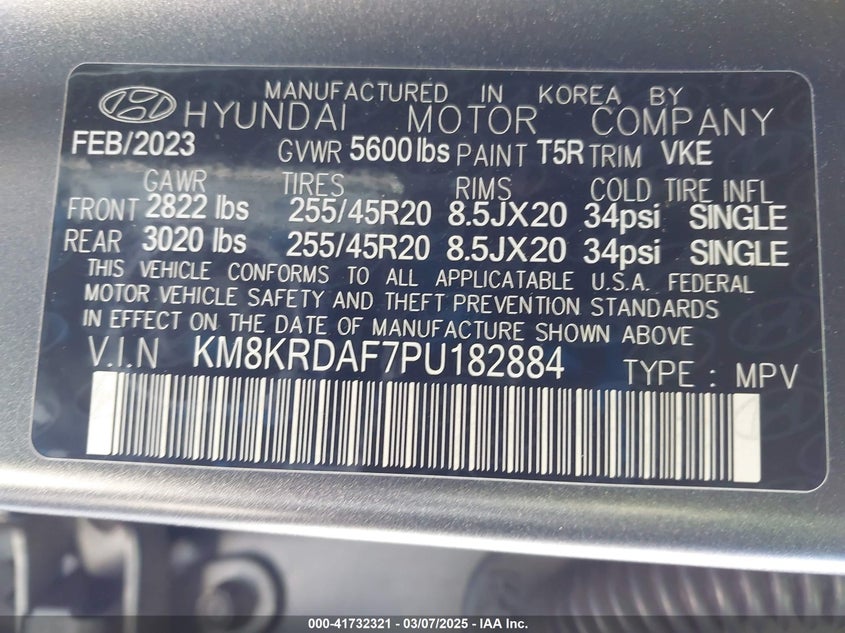 MANUFACTURED IN KOREA BY
HYUNDAI MOTOR COMPANY
FEB/2023 GVWR 5600 lbs PAINT T5R TRIM VKE
GAWR TIRES RIMS COLD TIRE INFL
FRONT 2822 lbs 255/45R20 8.5JX20 34psi SINGLE
REAR 3020 lbs 255/45R20 8.5JX20 34psi SINGLE
THIS VEHICLE CONFORMS TO ALL APPLICATABLE U.S.A. FEDERAL
MOTOR VEHICLE SAFETY AND THEFT PREVENTION STANDARDS
IN EFFECT ON THE DATE OF MANUFACTURE SHOWN ABOVE
V.I.N KM8KRDAF7PU182884 TYPE : MPV
000-41732321 - 03/07/2025 - IAA Inc.